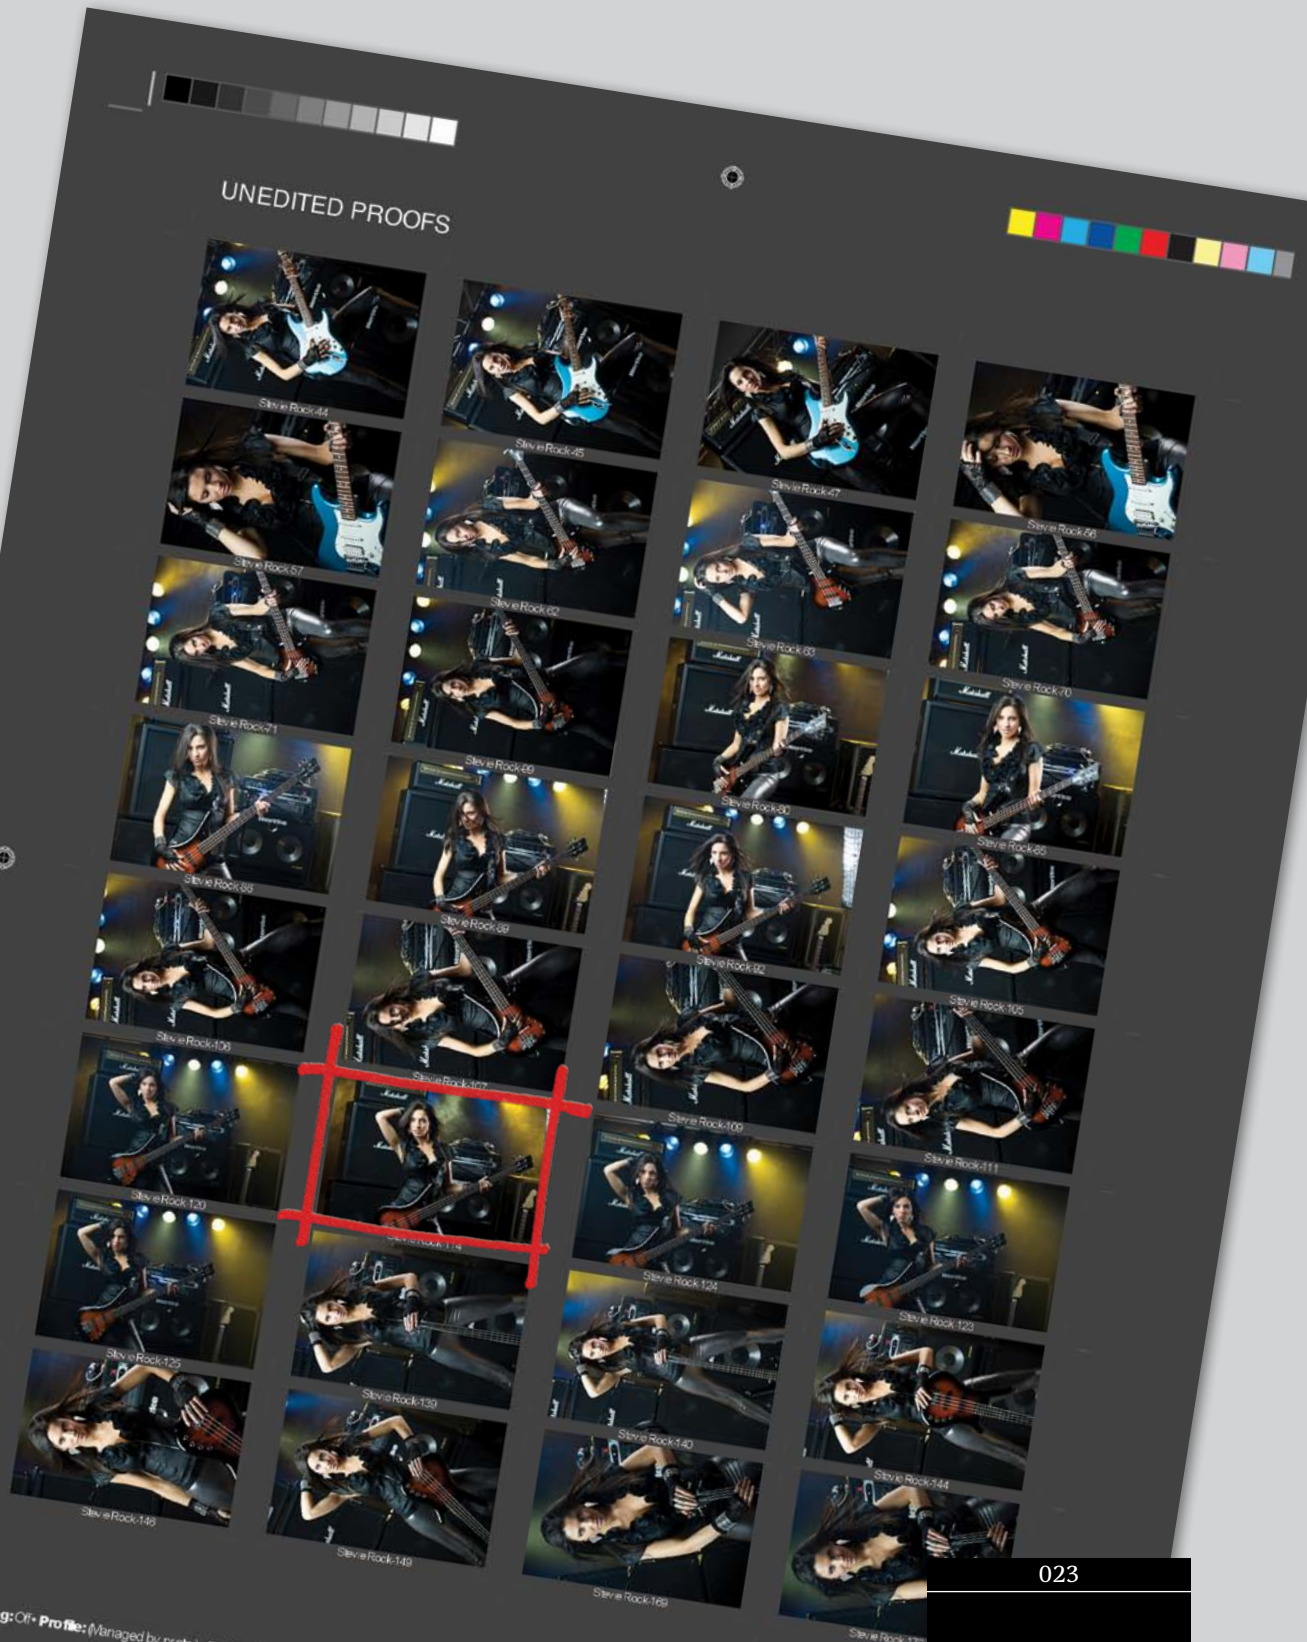 UNEDITED PROOFS
Stevie Rock-44
Stevie Rock-45
Stevie Rock-47
Stevie Rock-56
Stevie Rock-57
Stevie Rock-62
Stevie Rock-63
Stevie Rock-70
Stevie Rock-71
Stevie Rock-80
Stevie Rock-85
Stevie Rock-89
Stevie Rock-92
Stevie Rock-105
Stevie Rock-106
Stevie Rock-107
Stevie Rock-109
Stevie Rock-111
Stevie Rock-120
Stevie Rock-114
Stevie Rock-124
Stevie Rock-123
Stevie Rock-125
Stevie Rock-139
Stevie Rock-140
Stevie Rock-144
Stevie Rock-146
Stevie Rock-149
Stevie Rock-169
g: Off • Profile: (Managed by
023